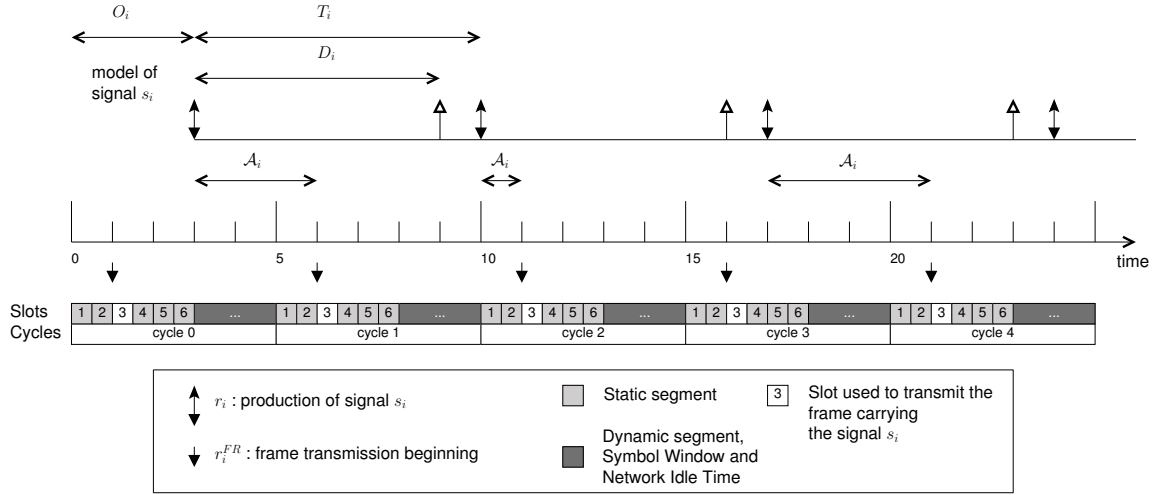 O_i T_i
D_i
model of
signal s_i
A_i A_i A_i
0 5 10 15 20 time
Slots 1 2 3 4 5 6 ... 1 2 3 4 5 6 ... 1 2 3 4 5 6 ... 1 2 3 4 5 6 ... 1 2 3 4 5 6 ...
Cycles cycle 0 cycle 1 cycle 2 cycle 3 cycle 4
r_i : production of signal s_i
r_i^{FR} : frame transmission beginning
Static segment
Dynamic segment,
Symbol Window and
Network Idle Time
3 Slot used to transmit the
frame carrying
the signal s_i